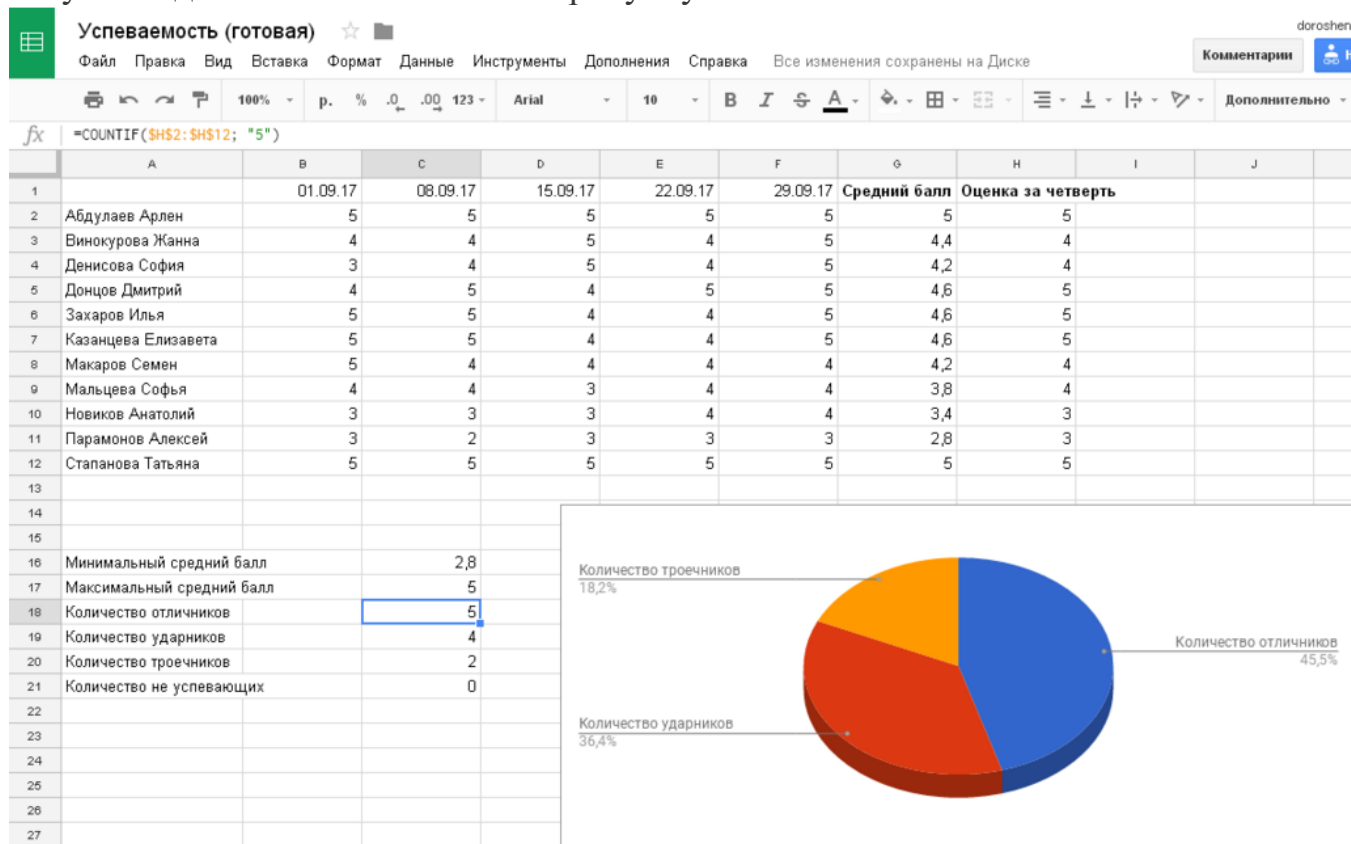 Успеваемость (готовая)
doroshen
Файл Правка Вид Вставка Формат Данные Инструменты Дополнения Справка Все изменения сохранены на Диске
Комментарии
100% р. % .0 .00 123 Arial 10 B I S A Дополнительно
fx =COUNTIF($H$2:$H$12; "5")
A B C D E F G H I J
1 01.09.17 08.09.17 15.09.17 22.09.17 29.09.17 Средний балл Оценка за четверть
2 Абдулаев Арлен 5 5 5 5 5 5 5
3 Винокурова Жанна 4 4 5 4 5 4,4 4
4 Денисова София 3 4 5 4 5 4,2 4
5 Донцов Дмитрий 4 5 4 5 5 4,6 5
6 Захаров Илья 5 5 4 4 5 4,6 5
7 Казанцева Елизавета 5 5 4 4 5 4,6 5
8 Макаров Семен 5 4 4 4 4 4,2 4
9 Мальцева Софья 4 4 3 4 4 3,8 4
10 Новиков Анатолий 3 3 3 4 4 3,4 3
11 Парамонов Алексей 3 2 3 3 3 2,8 3
12 Стапанова Татьяна 5 5 5 5 5 5 5
13
14
15
16 Минимальный средний балл 2,8
17 Максимальный средний балл 5
18 Количество отличников 5
19 Количество ударников 4
20 Количество троечников 2
21 Количество не успевающих 0
22
23
24
25
26
27
Количество троечников
18,2%
Количество отличников
45,5%
Количество ударников
36,4%